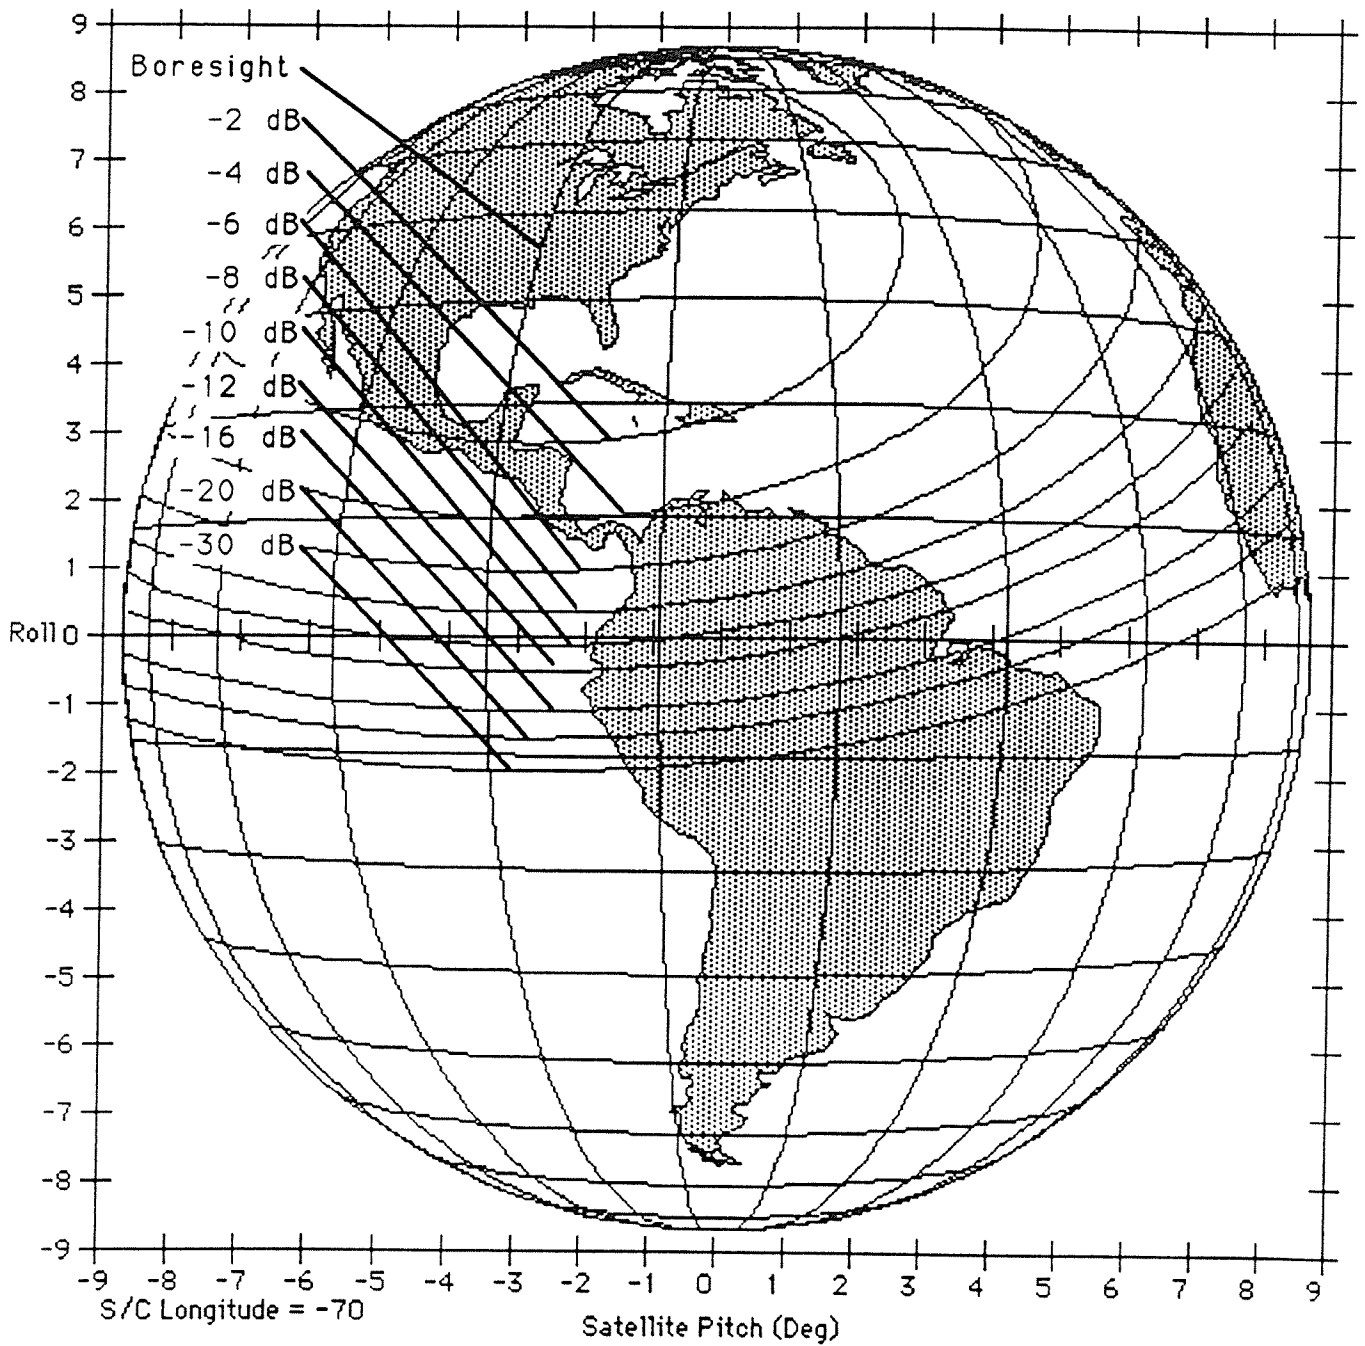 9
Boresight
8
-2 dB
7
-4 dB
6
-6 dB
5
-8 dB
-10 dB
4
-12 dB
3
-16 dB
2
-20 dB
1
-30 dB
Roll 0
-1
-2
-3
-4
-5
-6
-7
-8
-9
-9 -8 -7 -6 -5 -4 -3 -2 -1 0 1 2 3 4 5 6 7 8 9
S/C Longitude = -70
Satellite Pitch (Deg)